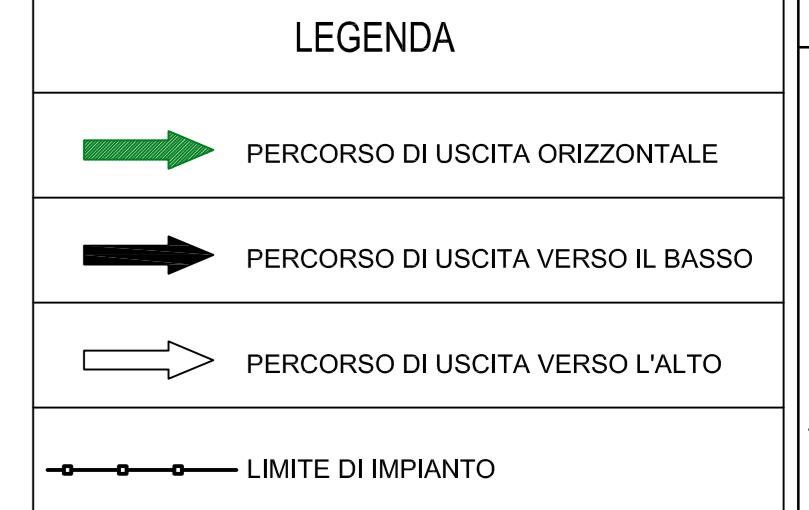 LEGENDA
PERCORSO DI USCITA ORIZZONTALE
PERCORSO DI USCITA VERSO IL BASSO
PERCORSO DI USCITA VERSO L'ALTO
LIMITE DI IMPIANTO